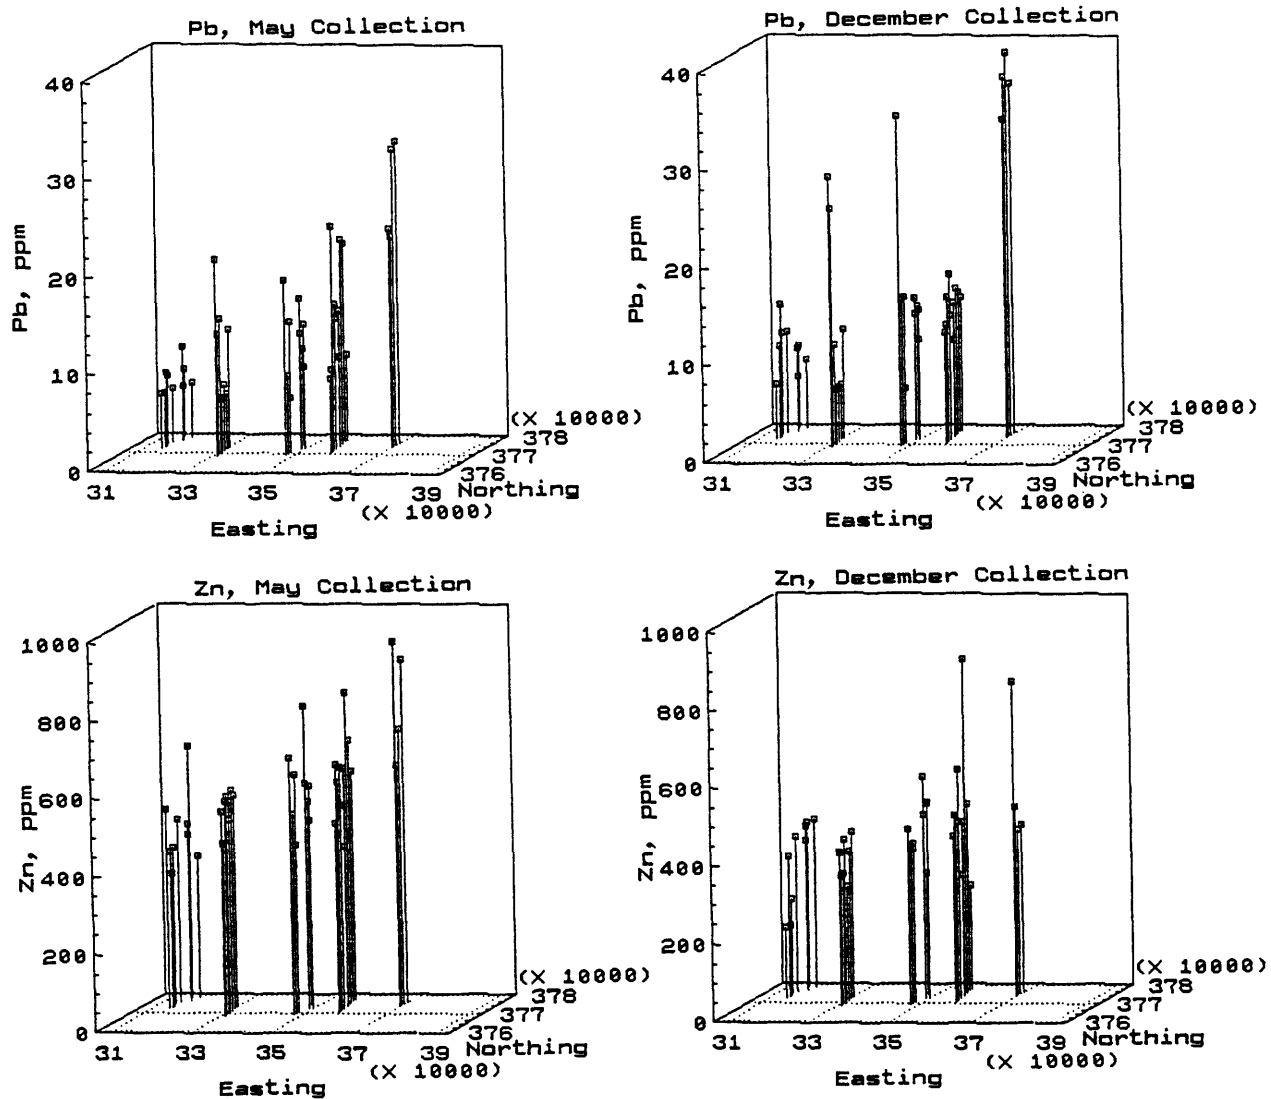 Pb, May Collection
40
30
20
10
0
Pb, ppm
31 33 35 37 39
Easting
(X 10000)
376
377
378
Northing
(X 10000)
Pb, December Collection
40
30
20
10
0
Pb, ppm
31 33 35 37 39
Easting
(X 10000)
376
377
378
Northing
(X 10000)
Zn, May Collection
1000
800
600
400
200
0
Zn, ppm
31 33 35 37 39
Easting
(X 10000)
376
377
378
Northing
(X 10000)
Zn, December Collection
1000
800
600
400
200
0
Zn, ppm
31 33 35 37 39
Easting
(X 10000)
376
377
378
Northing
(X 10000)